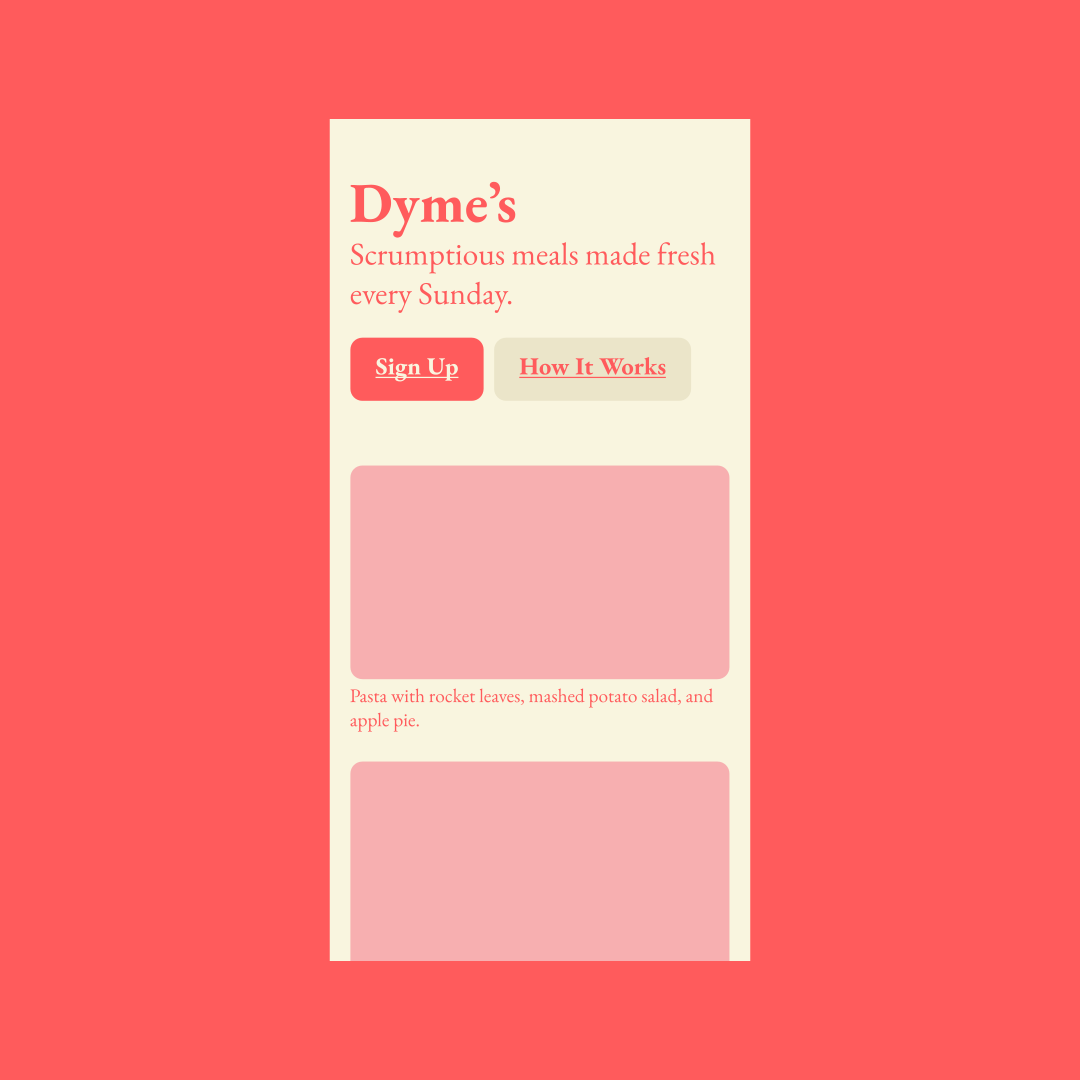 Dyme’s
Scrumptious meals made fresh
every Sunday.
Sign Up
How It Works
Pasta with rocket leaves, mashed potato salad, and
apple pie.